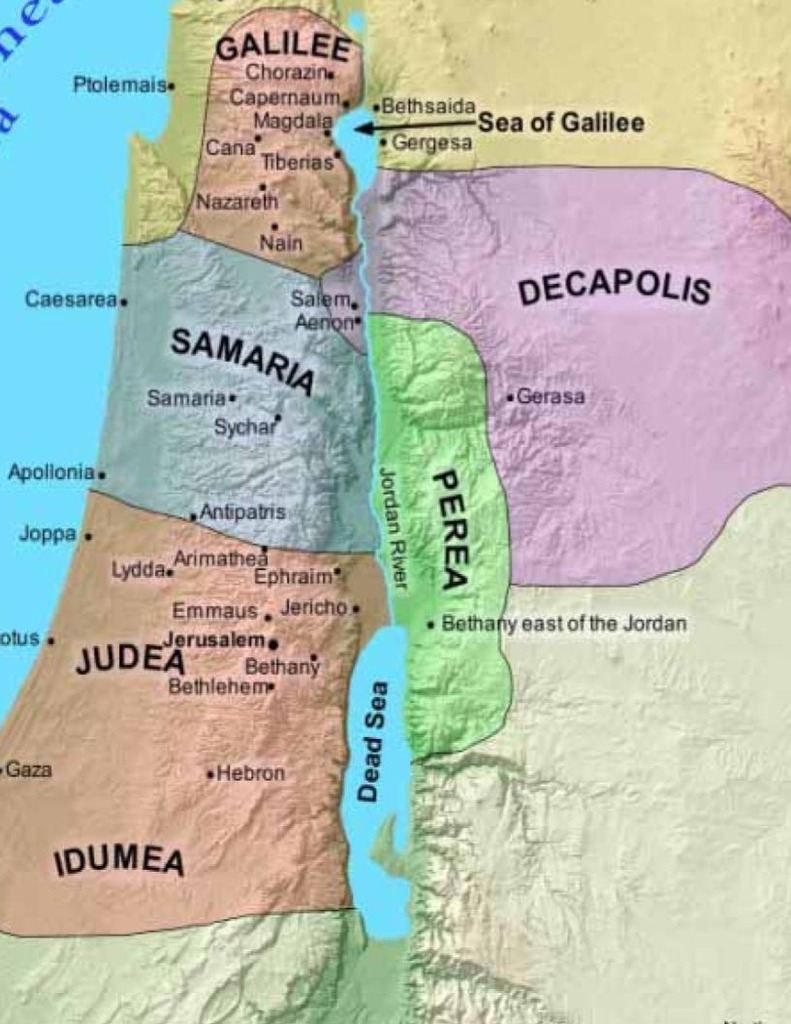 GALILEE
Chorazin
Ptolemais
Capernaum
Bethsaida
Magdala
Sea of Galilee
Cana
Gergesa
Tiberias
Nazareth
Nain
DECAPOLIS
Caesarea
Salem
Aenon
SAMARIA
Samaria
Gerasa
Sychar
Apollonia
Jordan River
PEREA
Antipatris
Joppa
Arimathea
Lydda
Ephraim
Emmaus
Jericho
Bethany east of the Jordan
otus
Jerusalem
JUDEA
Bethany
Bethlehem
Dead Sea
Gaza
Hebron
IDUMEA